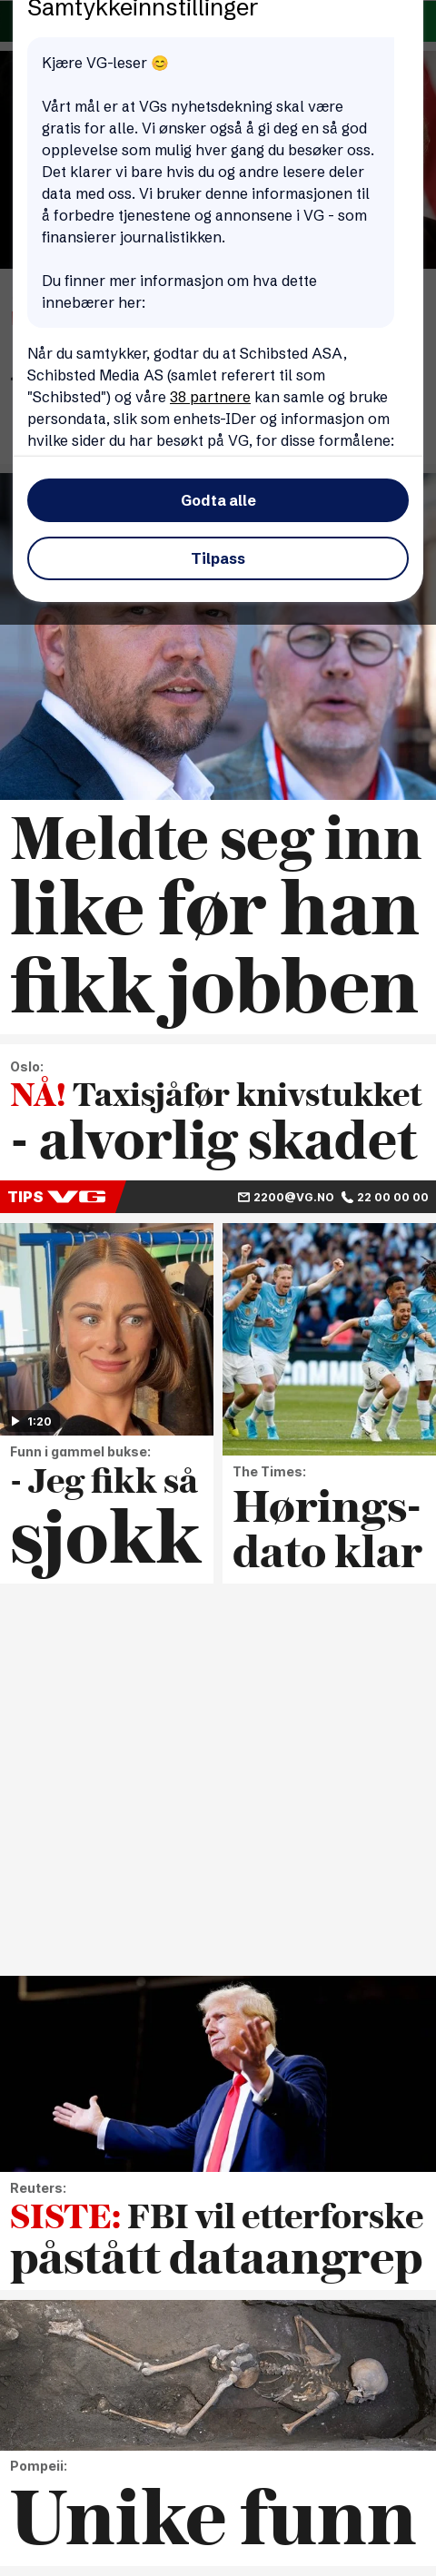 Samtykkeinnstillinger
Kjære VG-leser 😊
Vårt mål er at VGs nyhetsdekning skal være
gratis for alle. Vi ønsker også å gi deg en så god
opplevelse som mulig hver gang du besøker oss.
Det klarer vi bare hvis du og andre lesere deler
data med oss. Vi bruker denne informasjonen til
å forbedre tjenestene og annonsene i VG - som
finansierer journalistikken.
Du finner mer informasjon om hva dette
innebærer her:
Når du samtykker, godtar du at Schibsted ASA,
Schibsted Media AS (samlet referert til som
"Schibsted") og våre 38 partnere kan samle og bruke
persondata, slik som enhets-IDer og informasjon om
hvilke sider du har besøkt på VG, for disse formålene:
Godta alle
Tilpass
Meldte seg inn
like før han
fikk jobben
Oslo:
NÅ! Taxisjåfør knivstukket
- alvorlig skadet
TIPS VG
2200@VG.NO
22 00 00 00
1:20
Funn i gammel bukse:
- Jeg fikk så
sjokk
The Times:
Hørings-
dato klar
Reuters:
SISTE: FBI vil etterforske
påstått dataangrep
Pompeii:
Unike funn